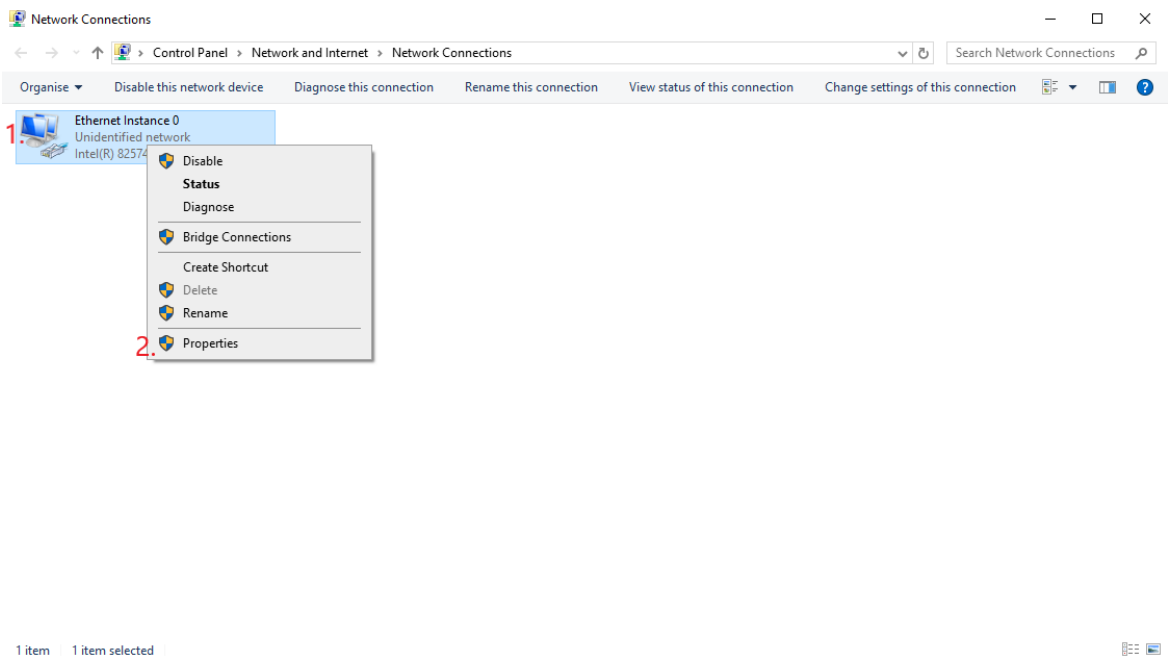 Network Connections
Control Panel > Network and Internet > Network Connections
Search Network Connections
Organise
Disable this network device
Diagnose this connection
Rename this connection
View status of this connection
Change settings of this connection
?
1.
Ethernet Instance 0
Unidentified network
Intel(R) 82574
Disable
Status
Diagnose
Bridge Connections
Create Shortcut
Delete
Rename
2.
Properties
1 item
1 item selected